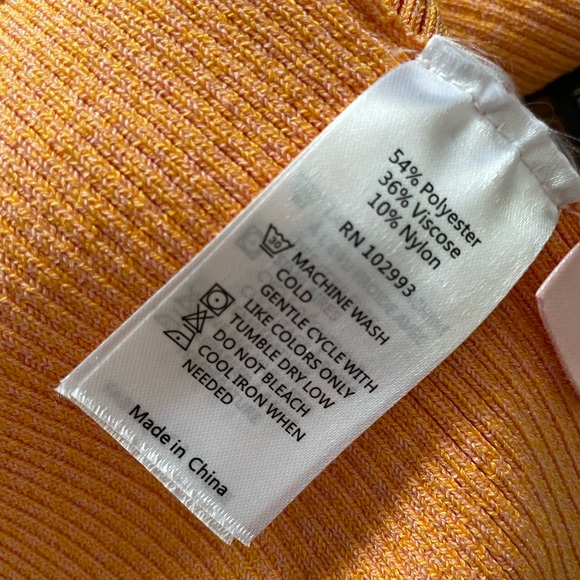 54% Polyester
36% Viscose
10% Nylon
RN 102993
30
MACHINE WASH
COLD
GENTLE CYCLE WITH
LIKE COLORS ONLY
TUMBLE DRY LOW
DO NOT BLEACH
COOL IRON WHEN
NEEDED
Made in China